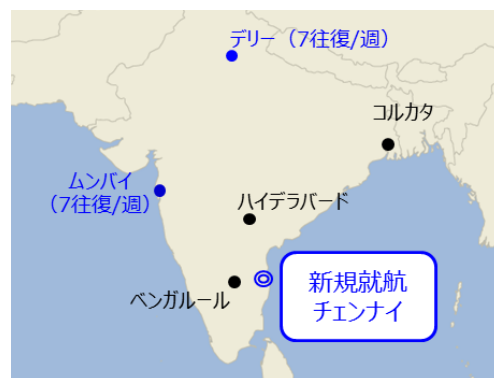 デリー（7往復/週）
コルカタ
ムンバイ
（7往復/週）
ハイデラバード
ベンガルール
新規就航
チェンナイ